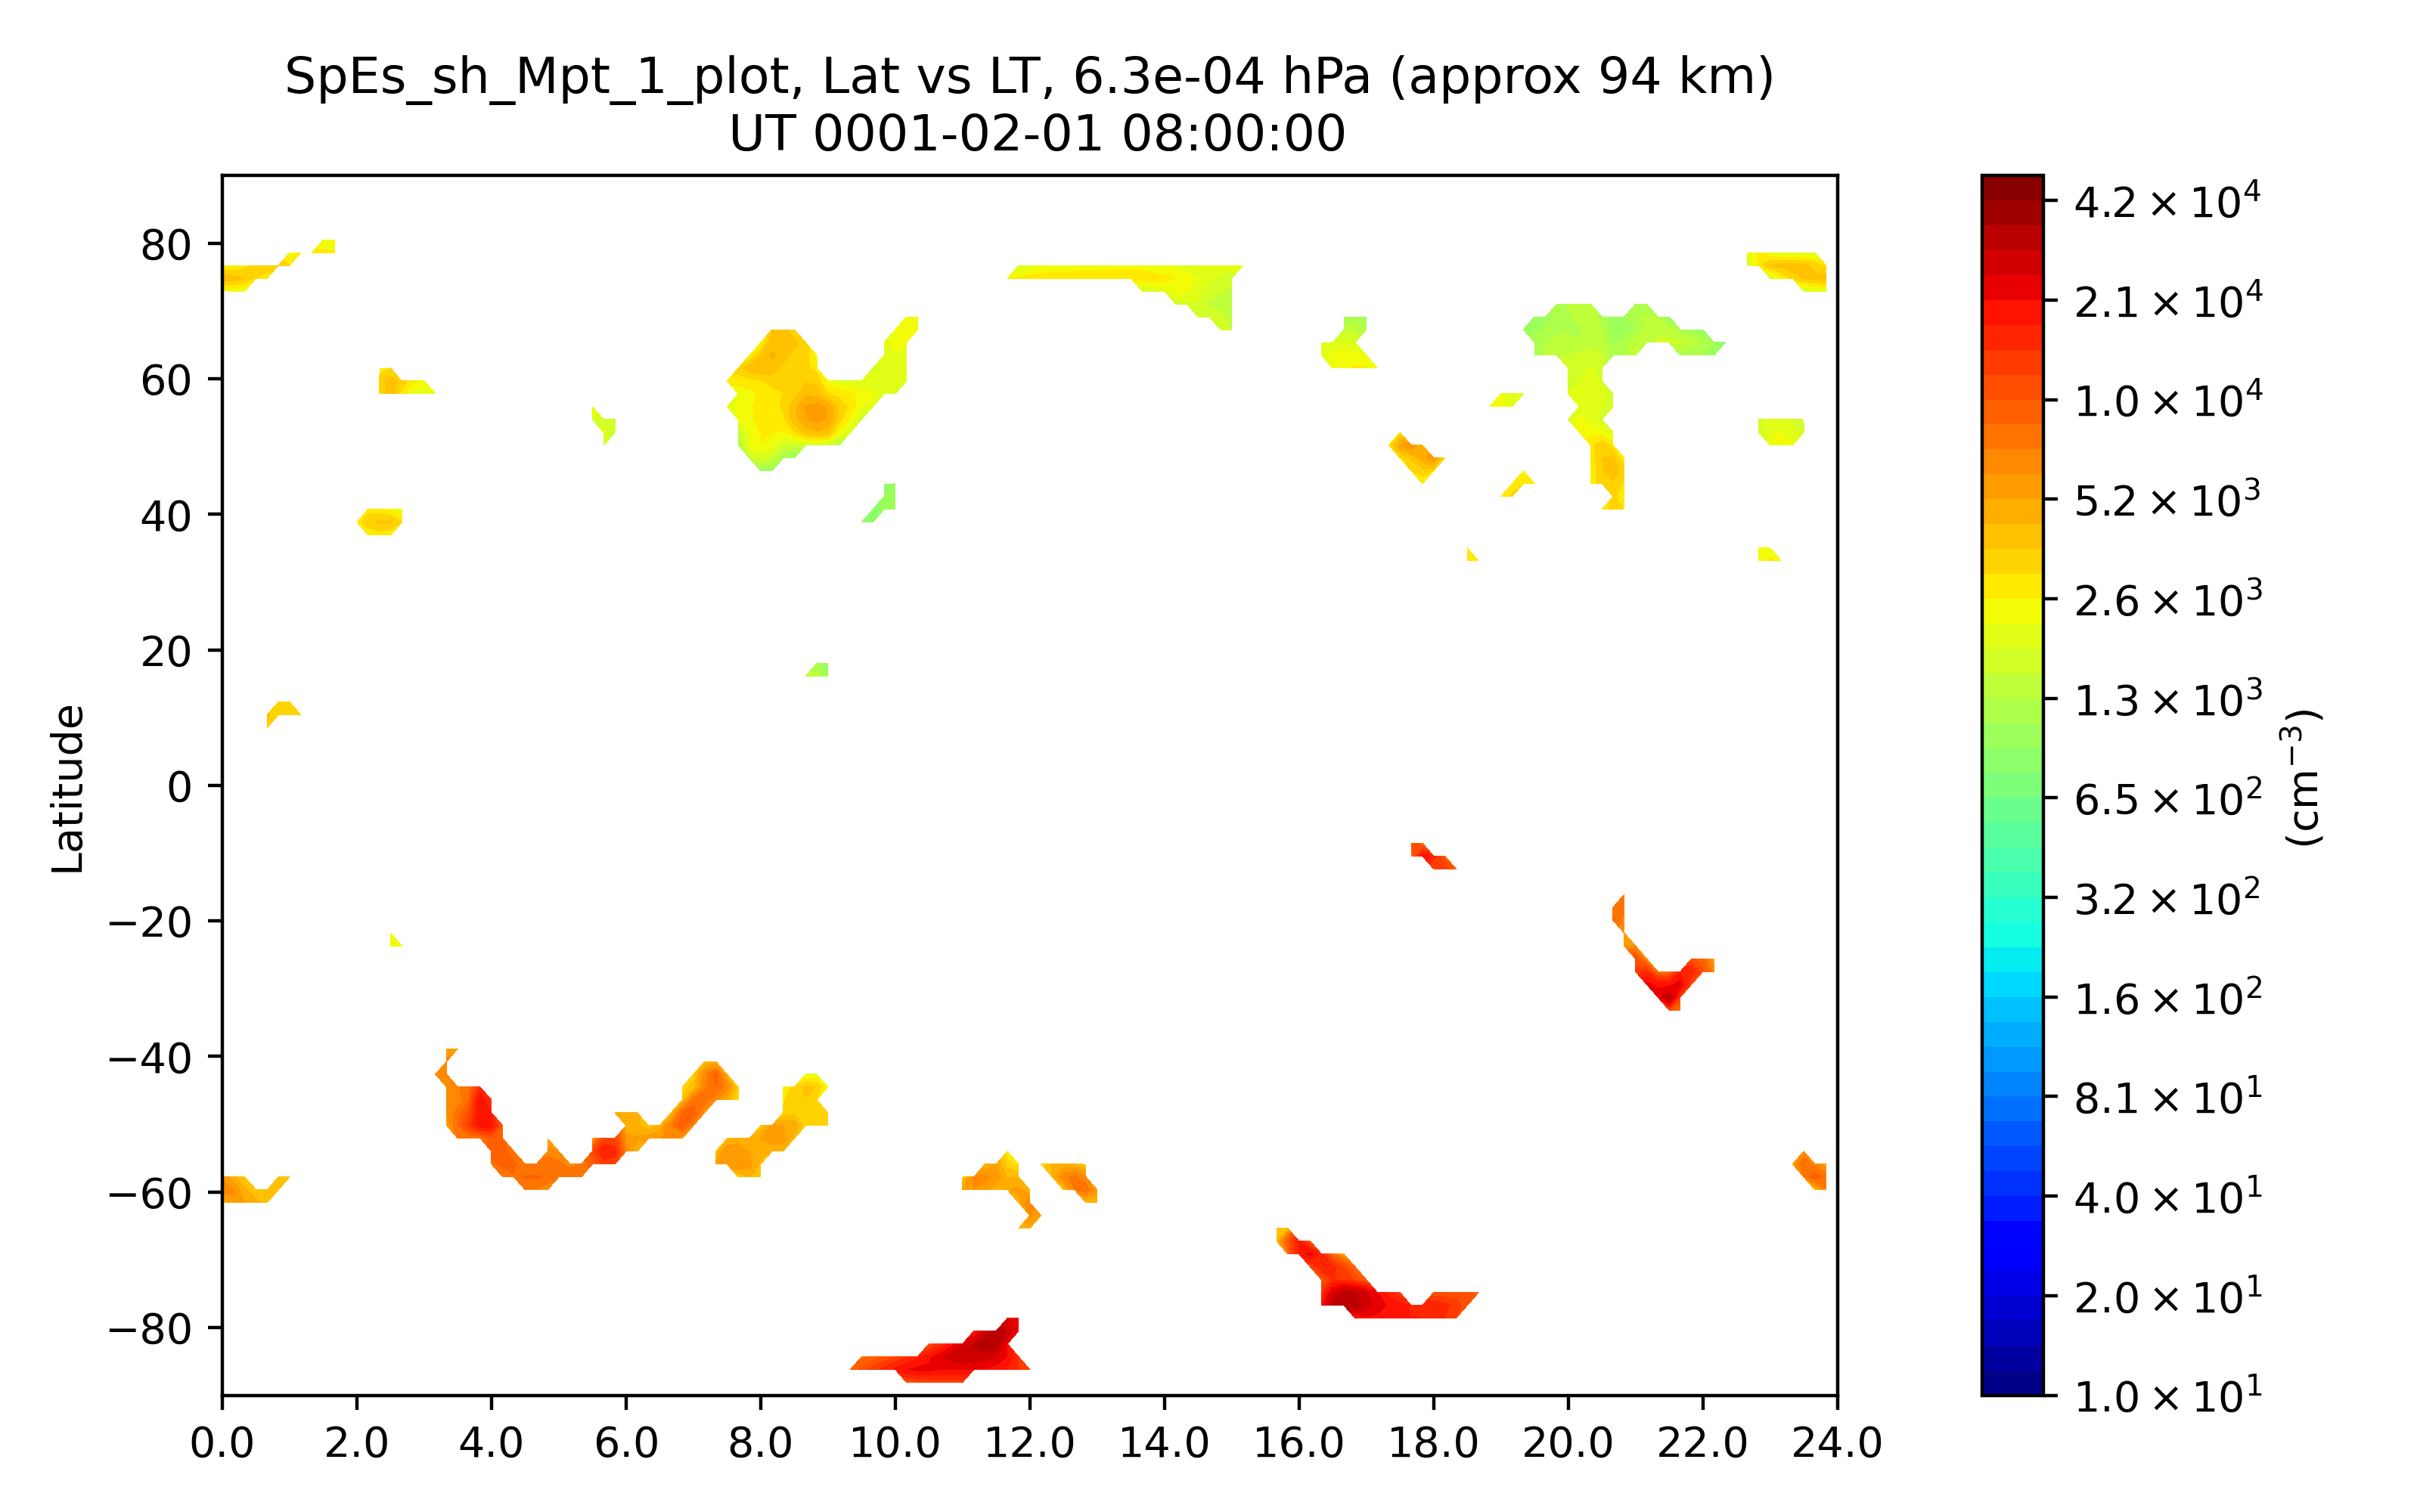 SpEs_sh_Mpt_1_plot, Lat vs LT, 6.3e-04 hPa (approx 94 km)
UT 0001-02-01 08:00:00
Latitude
80
60
40
20
0
−20
−40
−60
−80
0.0 2.0 4.0 6.0 8.0 10.0 12.0 14.0 16.0 18.0 20.0 22.0 24.0
4.2 × 10⁴
2.1 × 10⁴
1.0 × 10⁴
5.2 × 10³
2.6 × 10³
1.3 × 10³
6.5 × 10²
3.2 × 10²
1.6 × 10²
8.1 × 10¹
4.0 × 10¹
2.0 × 10¹
1.0 × 10¹
(cm⁻³)